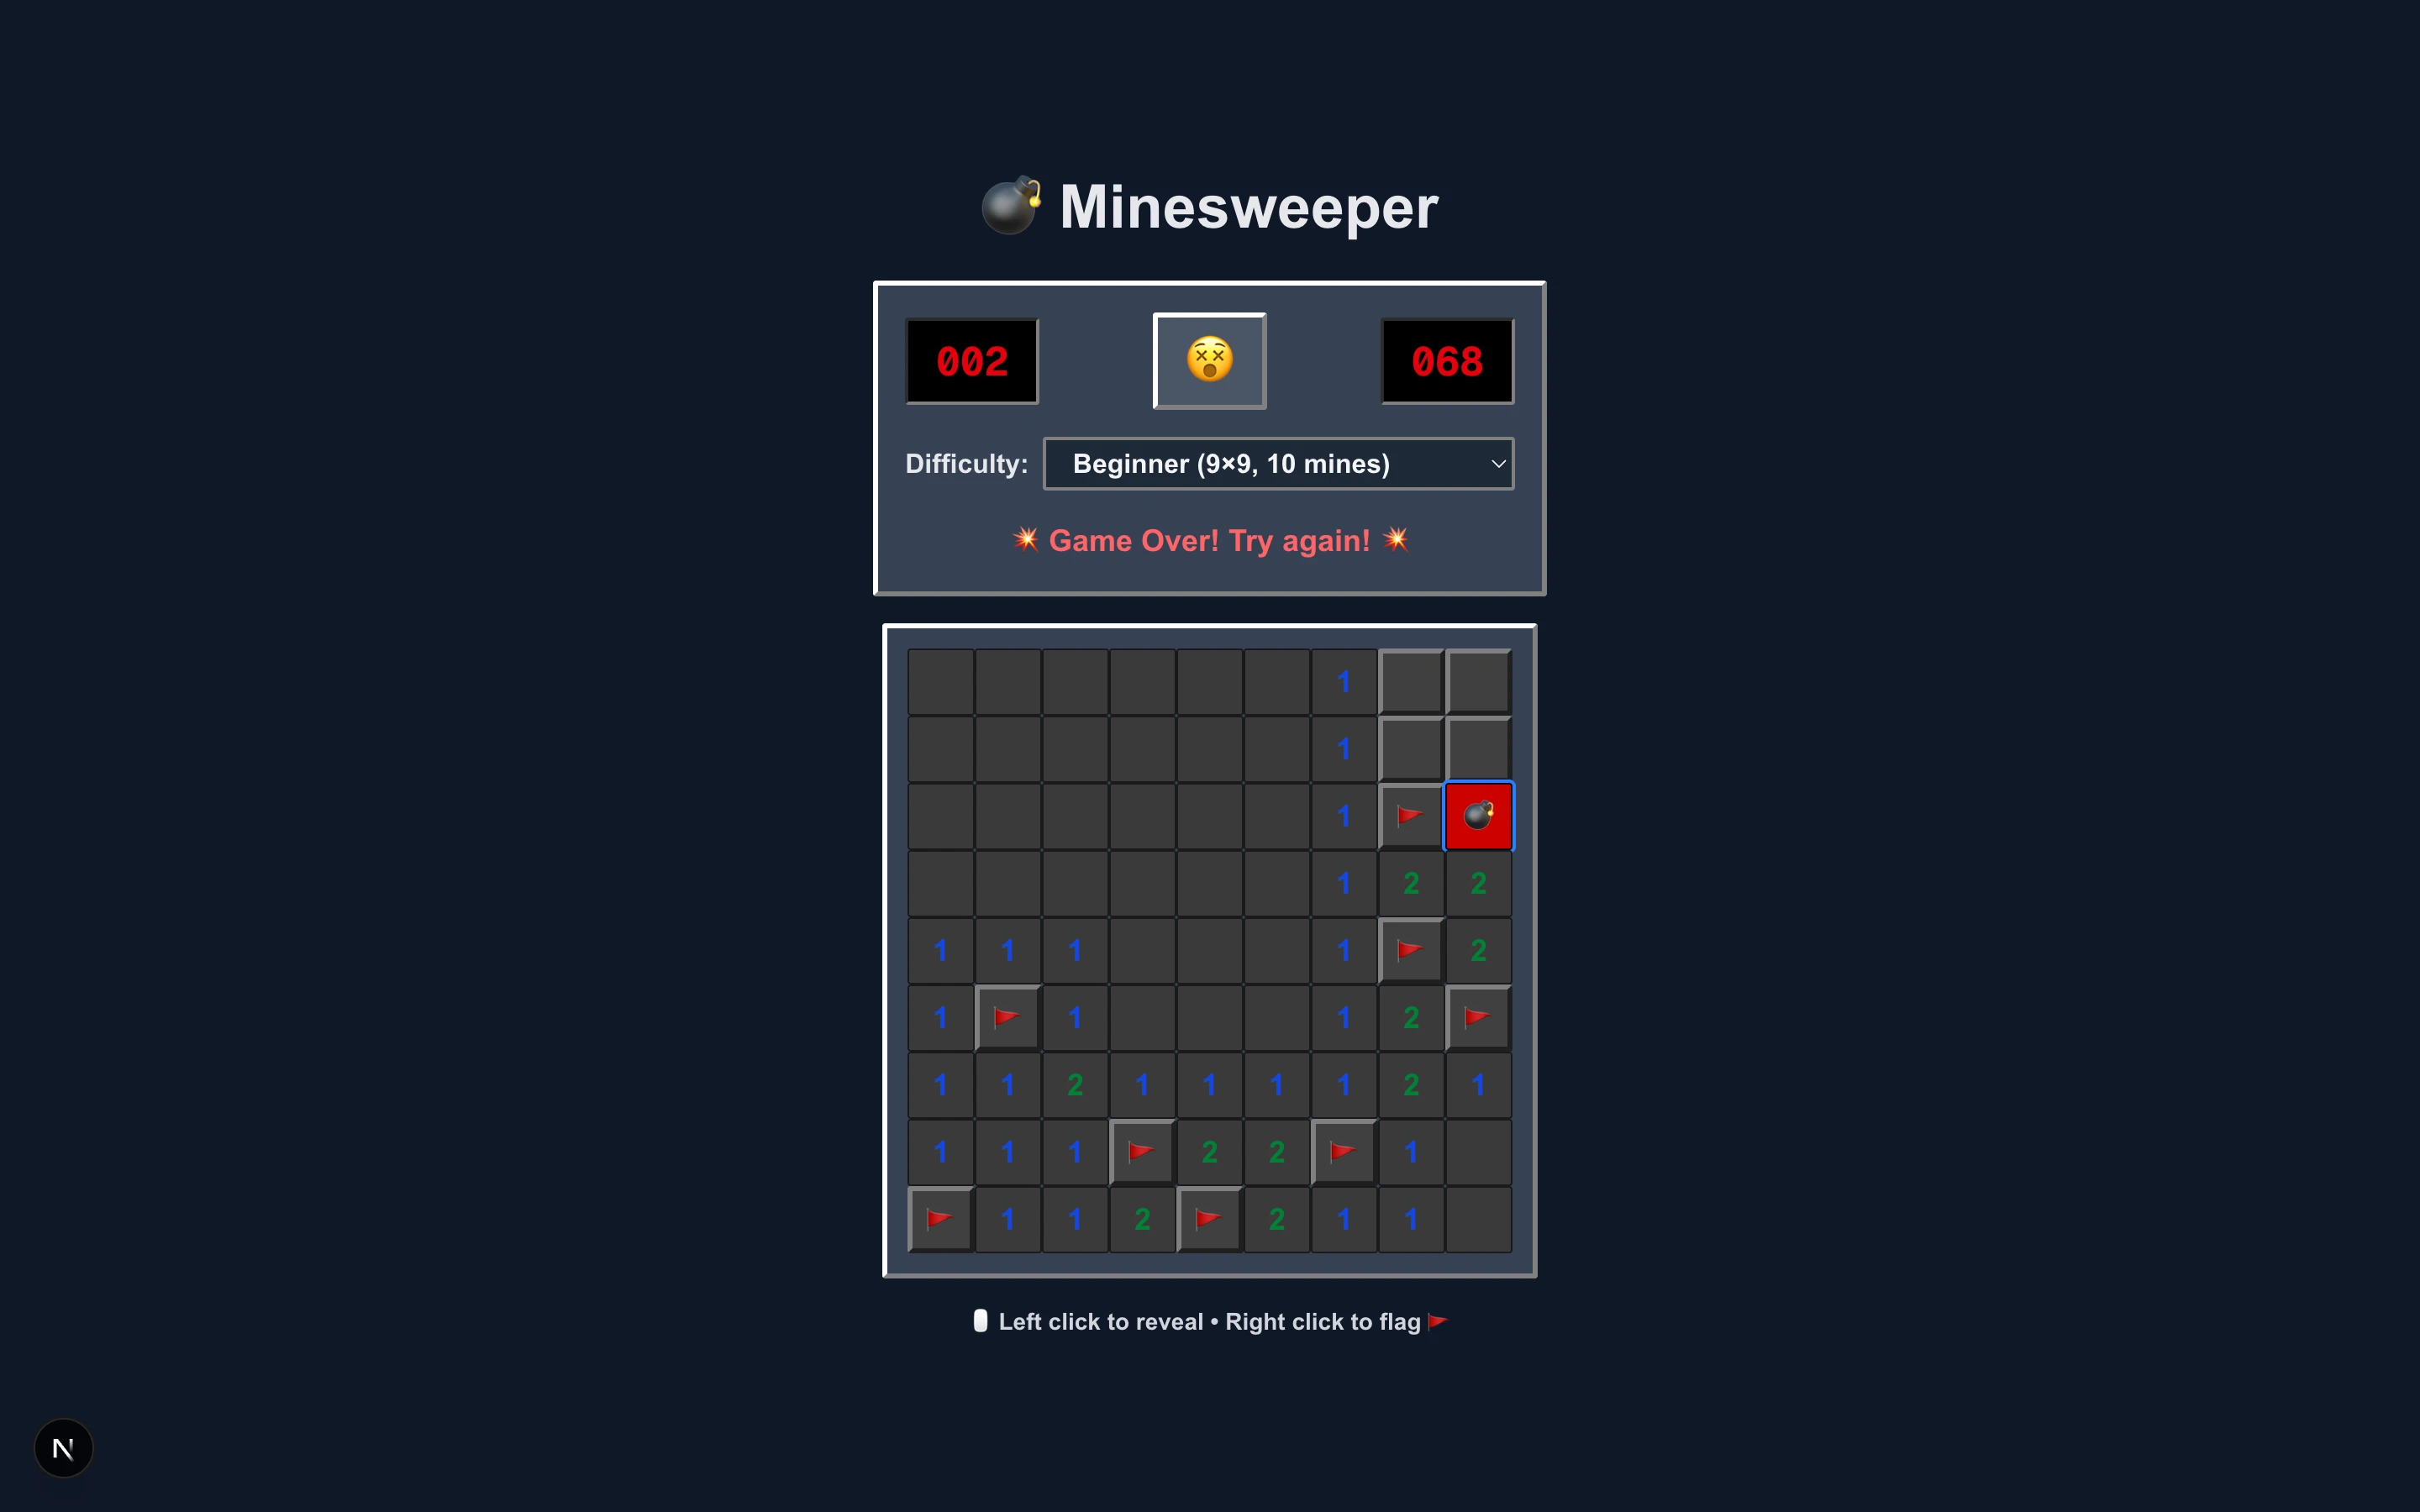 💣 Minesweeper
002 😵 068
Difficulty: Beginner (9×9, 10 mines)
💥 Game Over! Try again! 💥
1
1
1
1 2 2
1 1 1 1 2
1 1 1 2
1 1 2 1 1 1 1 2 1
1 1 1 2 2 1
1 1 2 2 1 1
Left click to reveal • Right click to flag 🚩
N